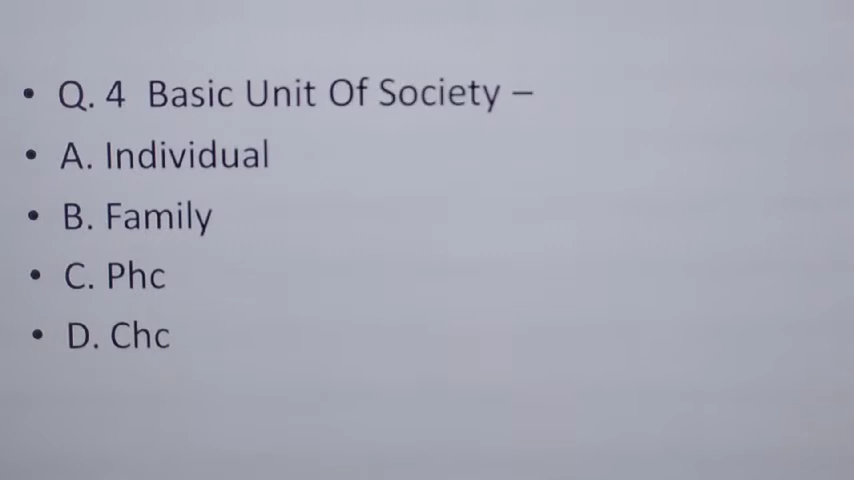 • Q. 4 Basic Unit Of Society –
• A. Individual
• B. Family
• C. Phc
• D. Chc